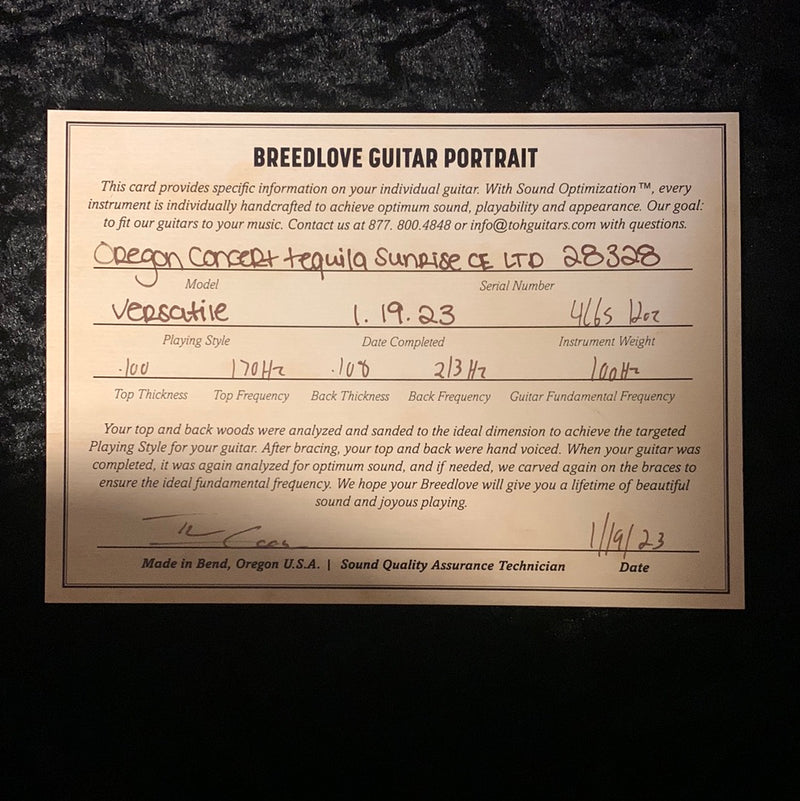 BREEDLOVE GUITAR PORTRAIT
This card provides specific information on your individual guitar. With Sound Optimization™, every
instrument is individually handcrafted to achieve optimum sound, playability and appearance. Our goal:
to fit our guitars to your music. Contact us at 877. 800.4848 or info@tohguitars.com with questions.
Oregon Concert tequila Sunrise CE LTD 28328
Model Serial Number
Versatile 1.19.23 4lbs 12oz
Playing Style Date Completed Instrument Weight
.100 170Hz .108 213Hz 100Hz
Top Thickness Top Frequency Back Thickness Back Frequency Guitar Fundamental Frequency
Your top and back woods were analyzed and sanded to the ideal dimension to achieve the targeted
Playing Style for your guitar. After bracing, your top and back were hand voiced. When your guitar was
completed, it was again analyzed for optimum sound, and if needed, we carved again on the braces to
ensure the ideal fundamental frequency. We hope your Breedlove will give you a lifetime of beautiful
sound and joyous playing.
1/19/23
Made in Bend, Oregon U.S.A. | Sound Quality Assurance Technician Date